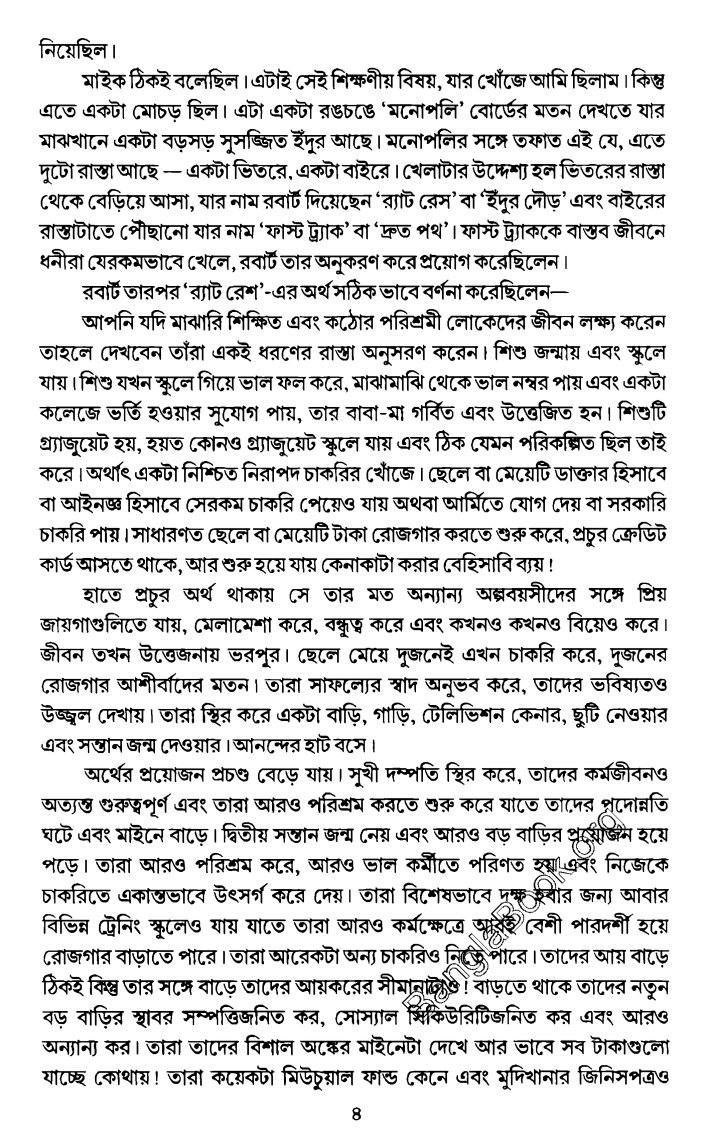 নিয়েছিল।
মাইক ঠিকই বলেছিল। এটাই সেই শিক্ষণীয় বিষয়, যার খোঁজে আমি ছিলাম। কিন্তু
এতে একটা মোচড় ছিল। এটা একটা রঙচঙে ‘মনোপলি’ বোর্ডের মতন দেখতে যার
মাঝখানে একটা বড়সড় সুসজ্জিত ইঁদুর আছে। মনোপলির সঙ্গে তফাত এই যে, এতে
দুটো রাস্তা আছে — একটা ভিতরে, একটা বাইরে। খেলাটার উদ্দেশ্য হল ভিতরের রাস্তা
থেকে বেড়িয়ে আসা, যার নাম রবার্ট দিয়েছেন ‘র‍্যাট রেস’ বা ‘ইঁদুর দৌড়’ এবং বাইরের
রাস্তাটাতে পৌঁছানো যার নাম ‘ফাস্ট ট্র্যাক’ বা ‘দ্রুত পথ’। ফাস্ট ট্র্যাককে বাস্তব জীবনে
ধনীরা যেরকমভাবে খেলে, রবার্ট তার অনুকরণ করে প্রয়োগ করেছিলেন।
রবার্ট তারপর ‘র‍্যাট রেশ’-এর অর্থ সঠিক ভাবে বর্ণনা করেছিলেন—
আপনি যদি মাঝারি শিক্ষিত এবং কঠোর পরিশ্রমী লোকেদের জীবন লক্ষ্য করেন
তাহলে দেখবেন তাঁরা একই ধরণের রাস্তা অনুসরণ করেন। শিশু জন্মায় এবং স্কুলে
যায়। শিশু যখন স্কুলে গিয়ে ভাল ফল করে, মাঝামাঝি থেকে ভাল নম্বর পায় এবং একটা
কলেজে ভর্তি হওয়ার সুযোগ পায়, তার বাবা-মা গর্বিত এবং উত্তেজিত হন। শিশুটি
গ্র্যাজুয়েট হয়, হয়ত কোনও গ্র্যাজুয়েট স্কুলে যায় এবং ঠিক যেমন পরিকল্পিত ছিল তাই
করে। অর্থাৎ একটা নিশ্চিত নিরাপদ চাকরির খোঁজে। ছেলে বা মেয়েটি ডাক্তার হিসাবে
বা আইনজ্ঞ হিসাবে সেরকম চাকরি পেয়েও যায় অথবা আর্মিতে যোগ দেয় বা সরকারি
চাকরি পায়। সাধারণত ছেলে বা মেয়েটি টাকা রোজগার করতে শুরু করে, প্রচুর ক্রেডিট
কার্ড আসতে থাকে, আর শুরু হয়ে যায় কেনাকাটা করার বেহিসাবি ব্যয়!
হাতে প্রচুর অর্থ থাকায় সে তার মত অন্যান্য অল্পবয়সীদের সঙ্গে প্রিয়
জায়গাগুলিতে যায়, মেলামেশা করে, বন্ধুত্ব করে এবং কখনও কখনও বিয়েও করে।
জীবন তখন উত্তেজনায় ভরপুর। ছেলে মেয়ে দুজনেই এখন চাকরি করে, দুজনের
রোজগার আশীর্বাদের মতন। তারা সাফল্যের স্বাদ অনুভব করে, তাদের ভবিষ্যতও
উজ্জ্বল দেখায়। তারা স্থির করে একটা বাড়ি, গাড়ি, টেলিভিশন কেনার, ছুটি নেওয়ার
এবং সন্তান জন্ম দেওয়ার। আনন্দের হাট বসে।
অর্থের প্রয়োজন প্রচণ্ড বেড়ে যায়। সুখী দম্পতি স্থির করে, তাদের কর্মজীবনও
অত্যন্ত গুরুত্বপূর্ণ এবং তারা আরও পরিশ্রম করতে শুরু করে যাতে তাদের পদোন্নতি
ঘটে এবং মাইনে বাড়ে। দ্বিতীয় সন্তান জন্ম নেয় এবং আরও বড় বাড়ির প্রয়োজন হয়ে
পড়ে। তারা আরও পরিশ্রম করে, আরও ভাল কর্মীতে পরিণত হয় এবং নিজেকে
চাকরিতে একান্তভাবে উৎসর্গ করে দেয়। তারা বিশেষভাবে দক্ষ হবার জন্য আবার
বিভিন্ন ট্রেনিং স্কুলেও যায় যাতে তারা আরও কর্মক্ষেত্রে আরই বেশী পারদর্শী হয়ে
রোজগার বাড়াতে পারে। তারা আরেকটা অন্য চাকরিও নিতে পারে। তাদের আয় বাড়ে
ঠিকই কিন্তু তার সঙ্গে বাড়ে তাদের আয়করের সীমানাটাও! বাড়তে থাকে তাদের নতুন
বড় বাড়ির স্থাবর সম্পত্তিজনিত কর, সোস্যাল সিকিউরিটিজনিত কর এবং আরও
অন্যান্য কর। তারা তাদের বিশাল অঙ্কের মাইনেটা দেখে আর ভাবে সব টাকাগুলো
যাচ্ছে কোথায়! তারা কয়েকটা মিউচুয়াল ফান্ড কেনে এবং মুদিখানার জিনিসপত্রও
৪
BanglaBook.org